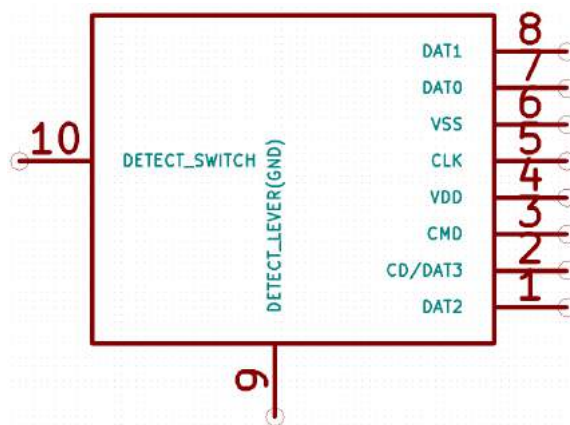 8
DAT1
7
DAT0
6
VSS
5
CLK
10
DETECT_SWITCH
DETECT_LEVER(GND)
4
VDD
3
CMD
2
CD/DAT3
1
DAT2
9